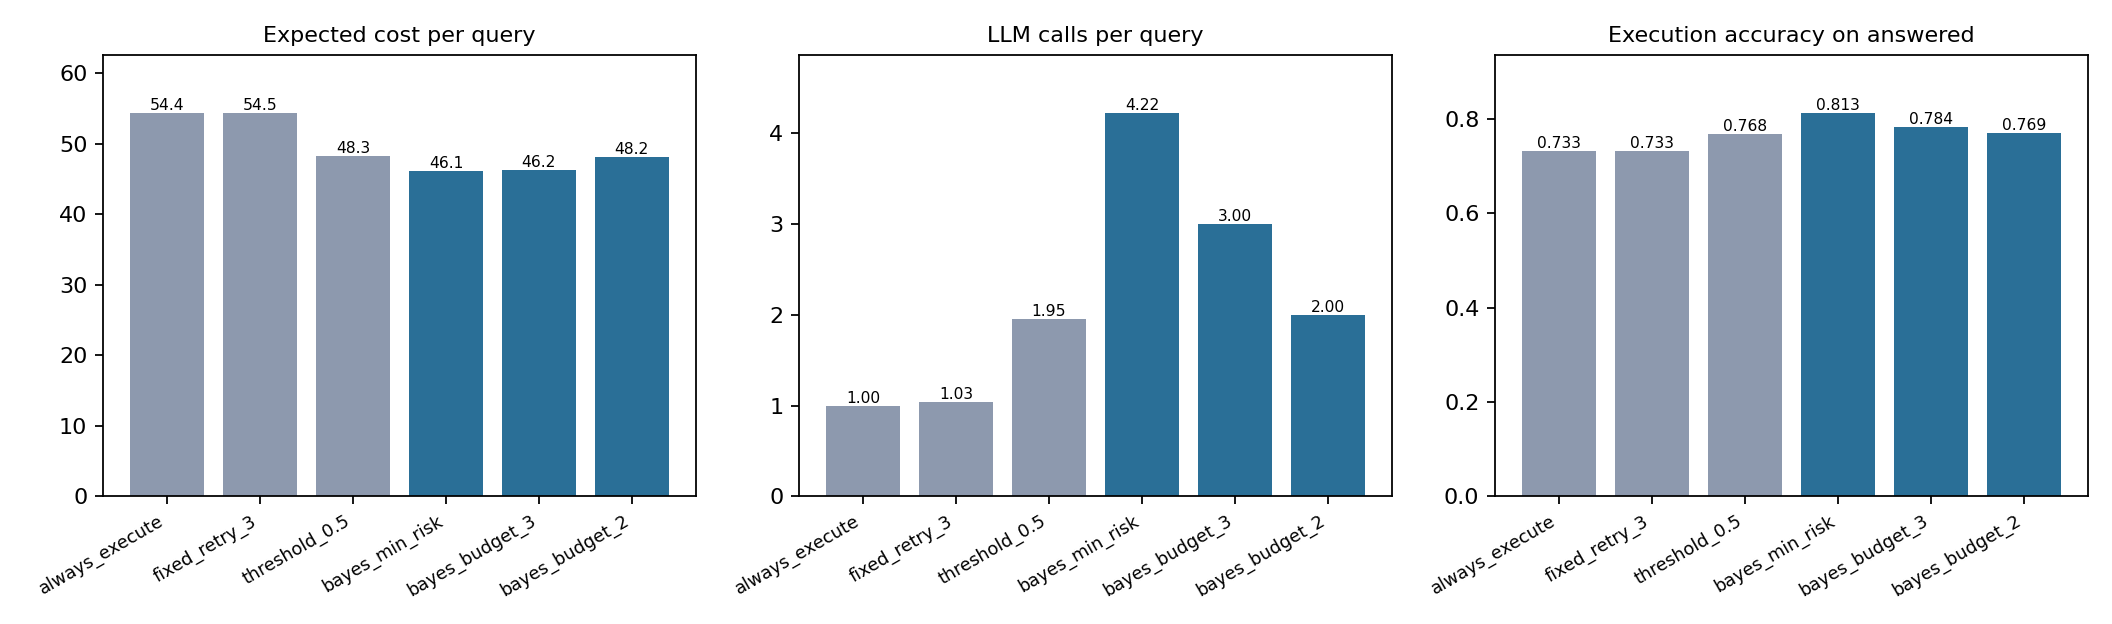 Expected cost per query
60
50
40
30
20
10
0
54.4
54.5
48.3
46.1
46.2
48.2
always_execute
fixed_retry_3
threshold_0.5
bayes_min_risk
bayes_budget_3
bayes_budget_2
LLM calls per query
4
3
2
1
0
1.00
1.03
1.95
4.22
3.00
2.00
always_execute
fixed_retry_3
threshold_0.5
bayes_min_risk
bayes_budget_3
bayes_budget_2
Execution accuracy on answered
0.8
0.6
0.4
0.2
0.0
0.733
0.733
0.768
0.813
0.784
0.769
always_execute
fixed_retry_3
threshold_0.5
bayes_min_risk
bayes_budget_3
bayes_budget_2